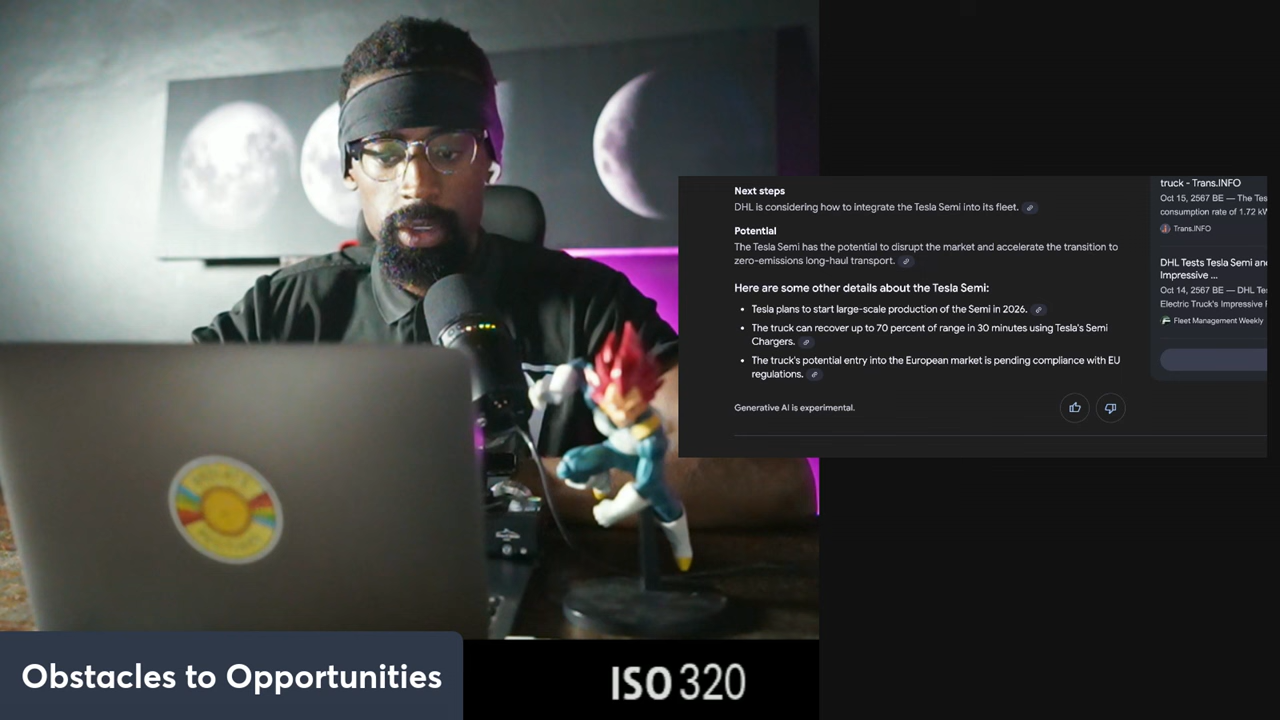 Next steps
DHL is considering how to integrate the Tesla Semi into its fleet.
Potential
The Tesla Semi has the potential to disrupt the market and accelerate the transition to
zero-emissions long-haul transport.
Here are some other details about the Tesla Semi:
• Tesla plans to start large-scale production of the Semi in 2026.
• The truck can recover up to 70 percent of range in 30 minutes using Tesla's Semi
Chargers.
• The truck's potential entry into the European market is pending compliance with EU
regulations.
Generative AI is experimental.
truck - Trans.INFO
Oct 15, 2567 BE — The Tes
consumption rate of 1.72 kW
Trans.INFO
DHL Tests Tesla Semi and
Impressive ...
Oct 14, 2567 BE — DHL Te
Electric Truck's Impressive
Fleet Management Weekly
Obstacles to Opportunities
ISO 320